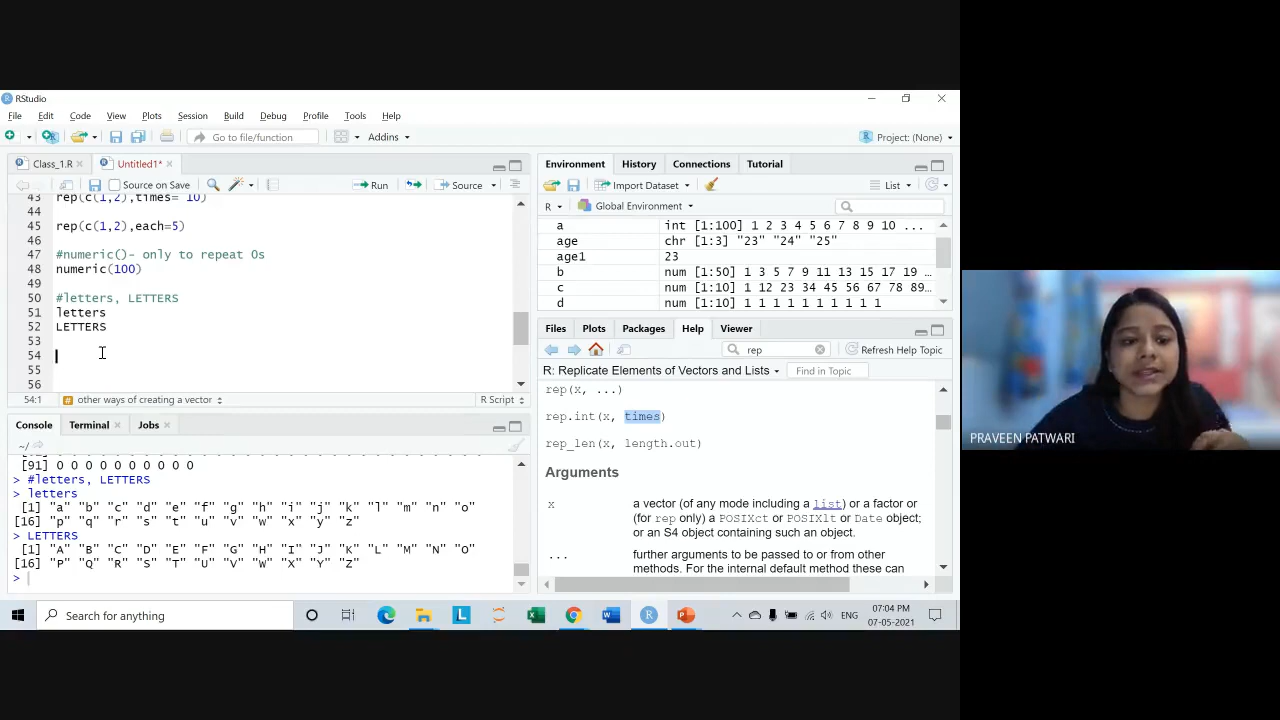 RStudio
File Edit Code View Plots Session Build Debug Profile Tools Help
Go to file/function
Addins
Project: (None)
Class_1.R
Untitled1*
Source on Save
Run
Source
43 rep(c(1,2),times= 10)
44
45 rep(c(1,2),each=5)
46
47 #numeric()- only to repeat 0s
48 numeric(100)
49
50 #letters, LETTERS
51 letters
52 LETTERS
53
54
55
56
54:1
# other ways of creating a vector
R Script
Console Terminal Jobs
~/
[91] 0 0 0 0 0 0 0 0 0 0
> #letters, LETTERS
> letters
[1] "a" "b" "c" "d" "e" "f" "g" "h" "i" "j" "k" "l" "m" "n" "o"
[16] "p" "q" "r" "s" "t" "u" "v" "w" "x" "y" "z"
> LETTERS
[1] "A" "B" "C" "D" "E" "F" "G" "H" "I" "J" "K" "L" "M" "N" "O"
[16] "P" "Q" "R" "S" "T" "U" "V" "W" "X" "Y" "Z"
>
Environment History Connections Tutorial
Import Dataset
List
R
Global Environment
a int [1:100] 1 2 3 4 5 6 7 8 9 10 ...
age chr [1:3] "23" "24" "25"
age1 23
b num [1:50] 1 3 5 7 9 11 13 15 17 19 …
c num [1:10] 1 12 23 34 45 56 67 78 89…
d num [1:10] 1 1 1 1 1 1 1 1 1 1
Files Plots Packages Help Viewer
rep
Refresh Help Topic
R: Replicate Elements of Vectors and Lists
Find in Topic
rep(x, ...)
rep.int(x, times)
rep_len(x, length.out)
Arguments
x a vector (of any mode including a list) or a factor or
(for rep only) a POSIXct or POSIXlt or Date object;
or an S4 object containing such an object.
... further arguments to be passed to or from other
methods. For the internal default method these can
PRAVEEN PATWARI
Search for anything
ENG
07:04 PM
07-05-2021